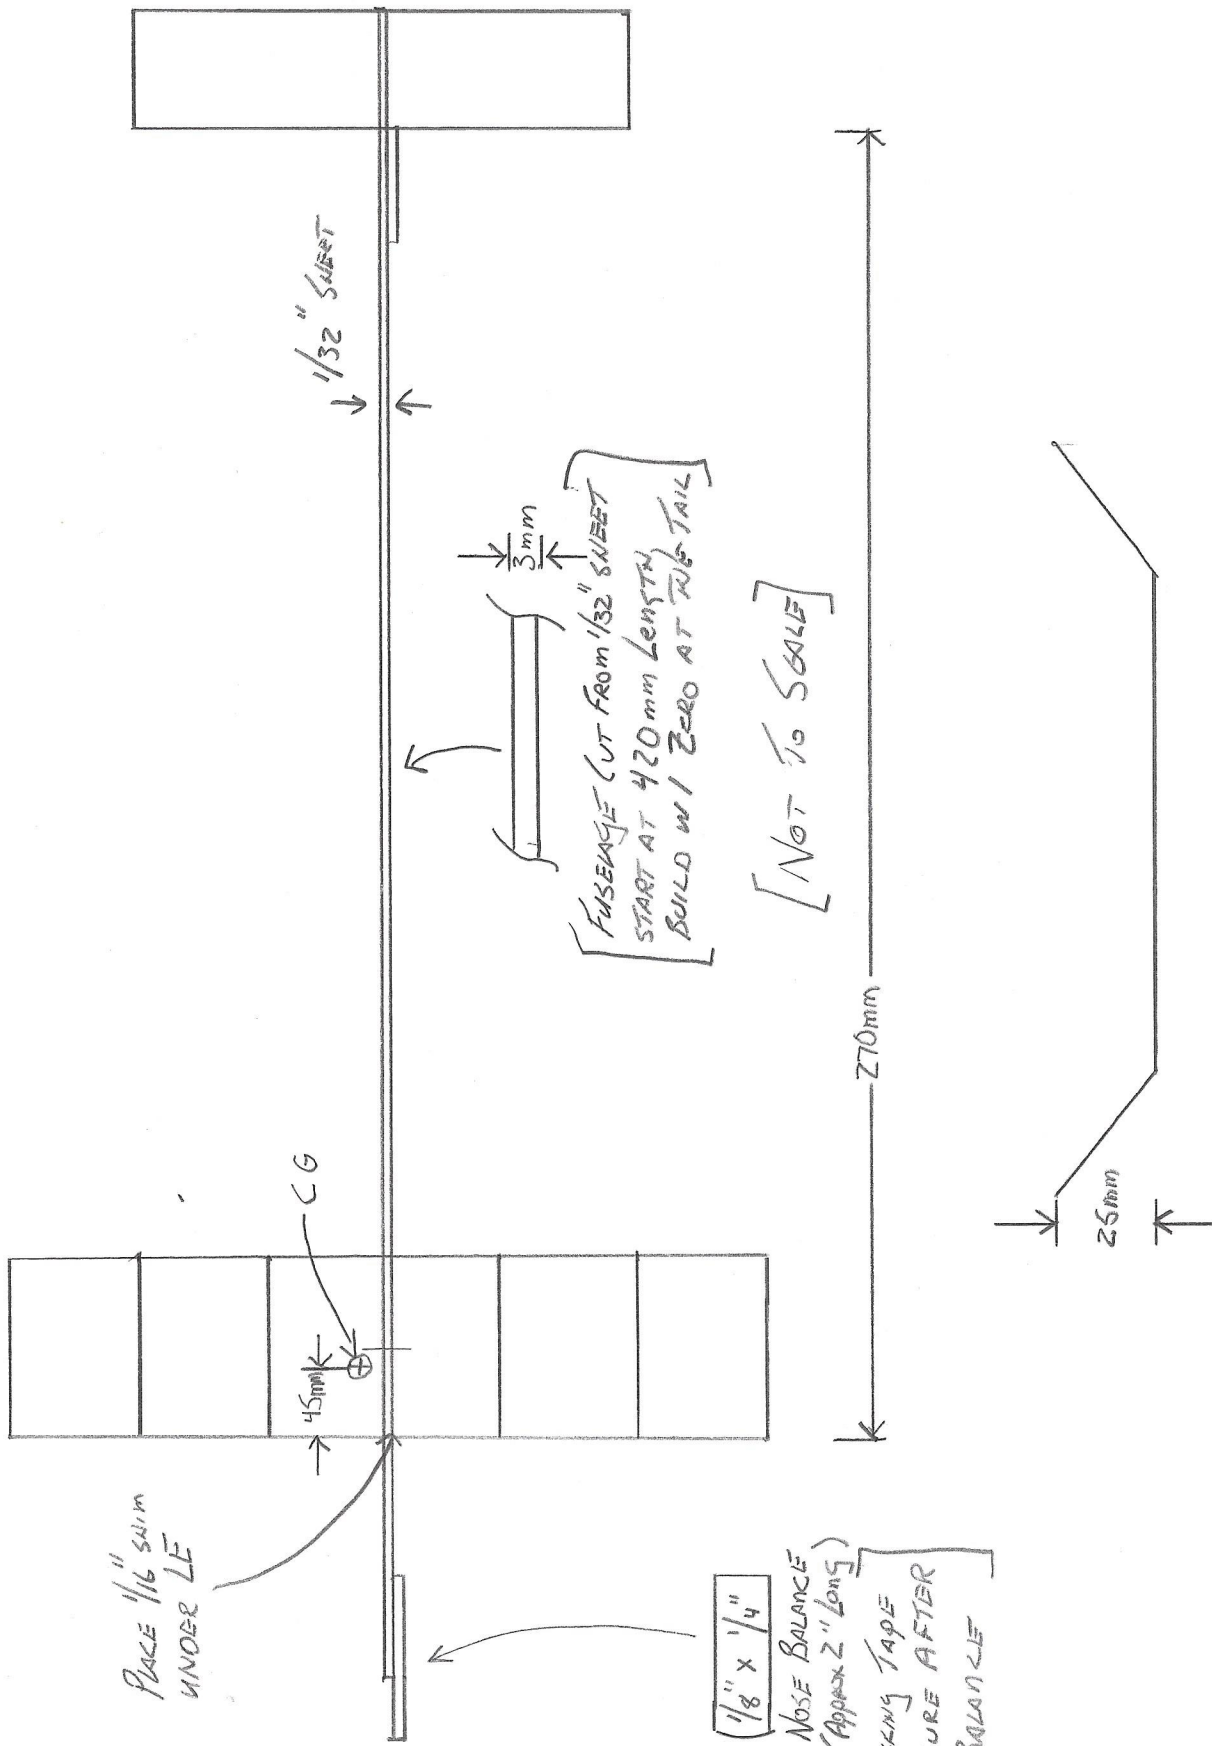 1/32" SHEET
3mm
FUSELAGE CUT FROM 1/32" SHEET
START AT 420mm LENGTH
BUILD W/ ZERO AT THE TAIL
[NOT TO SCALE]
CG
45mm
PLACE 1/16" SHIM
UNDER LE
270mm
25mm
1/8" x 1/4"
NOSE BALANCE
(APPROX 2" LONG)
KING TAPE
URE AFTER
BALANCE